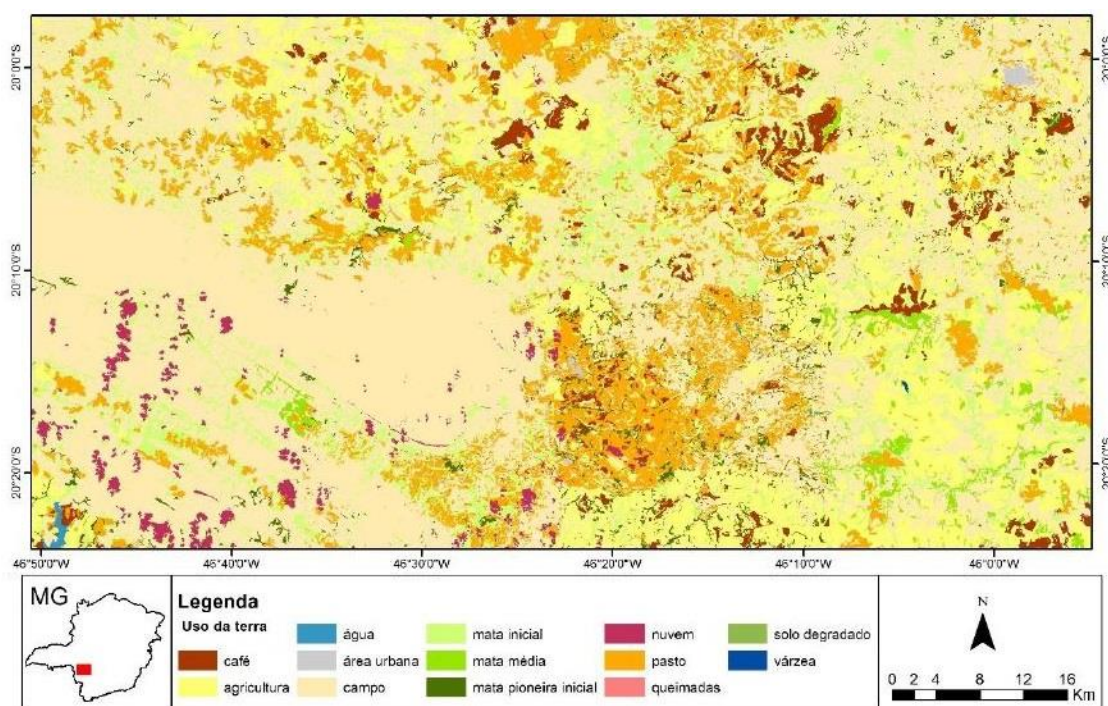 20°0'0"S
20°0'0"S
20°10'0"S
20°10'0"S
20°20'0"S
20°20'0"S
46°50'0"W
46°40'0"W
46°30'0"W
46°20'0"W
46°10'0"W
46°0'0"W
MG
Legenda
Uso da terra
café
agricultura
água
área urbana
campo
mata inicial
mata média
mata pioneira inicial
nuvem
pasto
queimadas
solo degradado
várzea
N
0 2 4 8 12 16
Km